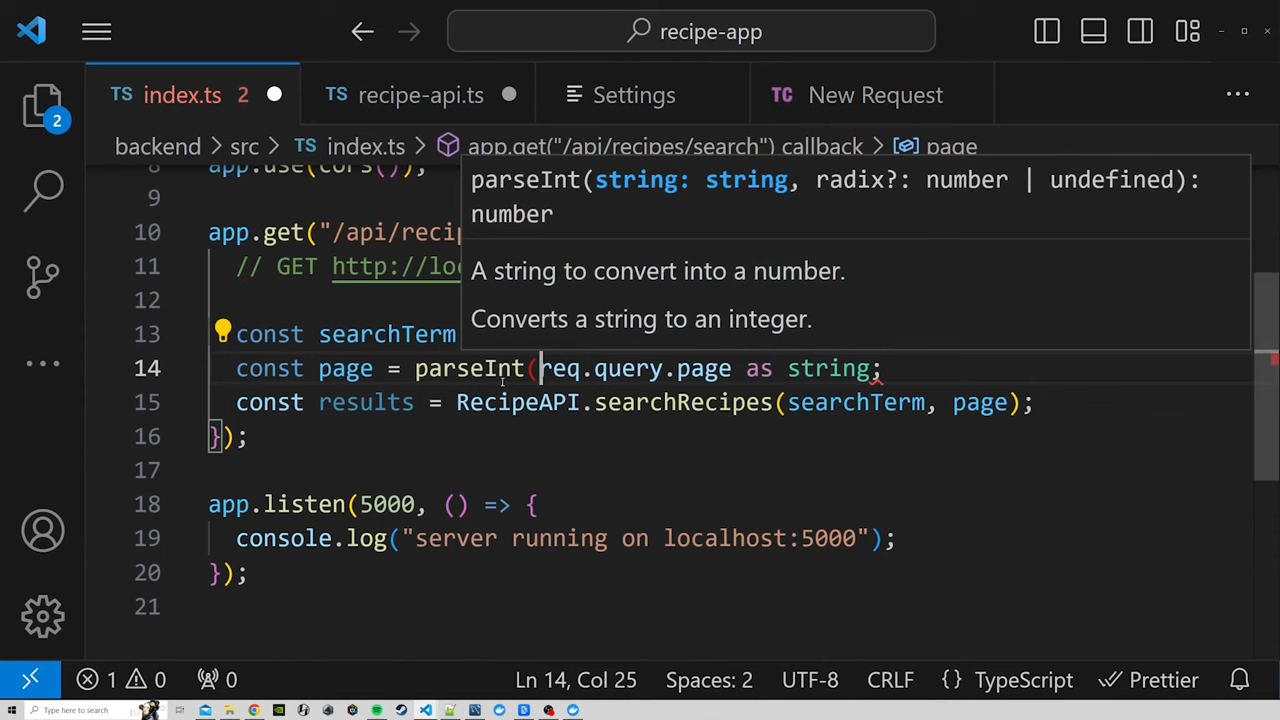 recipe-app
TS index.ts 2
TS recipe-api.ts
Settings
TC New Request
2
backend > src > TS index.ts > app.get("/api/recipes/search") callback > page
8 app.use(cors());
9
10 app.get("/api/recip
11 // GET http://loc
12
13 const searchTerm
14 const page = parseInt(req.query.page as string;
15 const results = RecipeAPI.searchRecipes(searchTerm, page);
16 });
17
18 app.listen(5000, () => {
19 console.log("server running on localhost:5000");
20 });
21
parseInt(string: string, radix?: number | undefined):
number
A string to convert into a number.
Converts a string to an integer.
1 0 0 Ln 14, Col 25 Spaces: 2 UTF-8 CRLF {} TypeScript Prettier
Type here to search